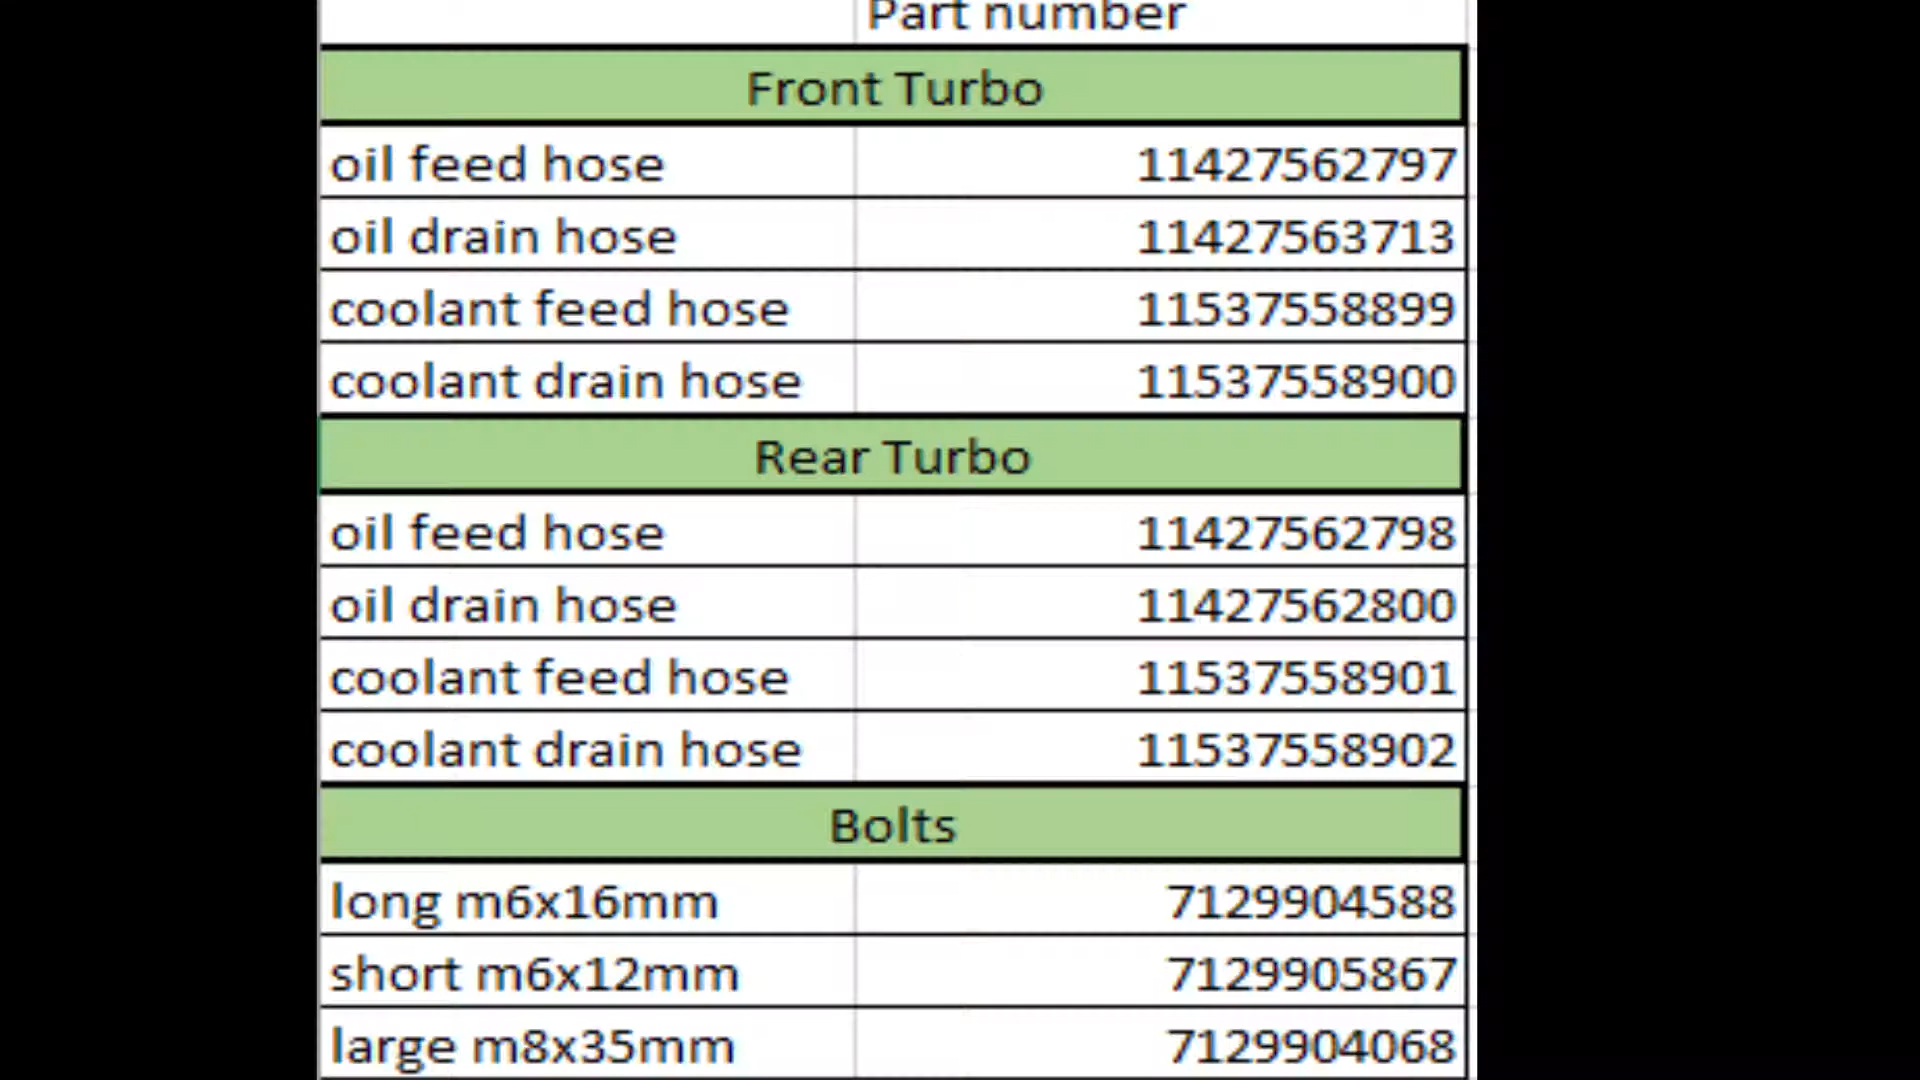 Part number
Front Turbo
oil feed hose 11427562797
oil drain hose 11427563713
coolant feed hose 11537558899
coolant drain hose 11537558900
Rear Turbo
oil feed hose 11427562798
oil drain hose 11427562800
coolant feed hose 11537558901
coolant drain hose 11537558902
Bolts
long m6x16mm 7129904588
short m6x12mm 7129905867
large m8x35mm 7129904068